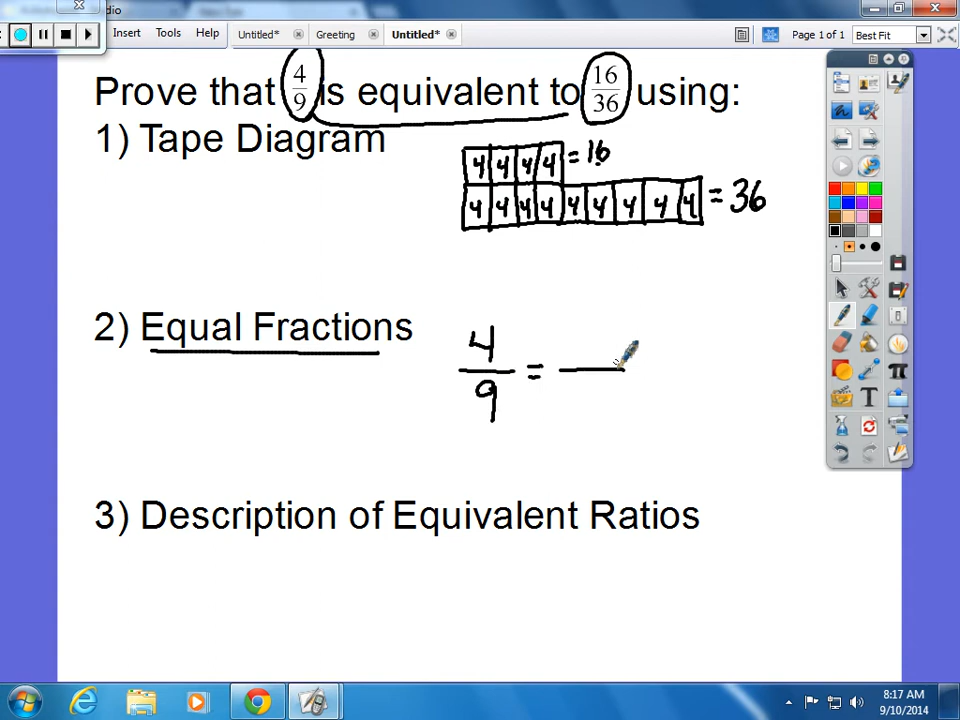 dio
Insert Tools Help Untitled* Greeting Untitled* Page 1 of 1 Best Fit
Prove that 4/9 is equivalent to 16/36 using:
1) Tape Diagram
4 4 4 4 = 16
4 4 4 4 4 4 4 4 4 = 36
2) Equal Fractions
4/9 =
3) Description of Equivalent Ratios
8:17 AM
9/10/2014